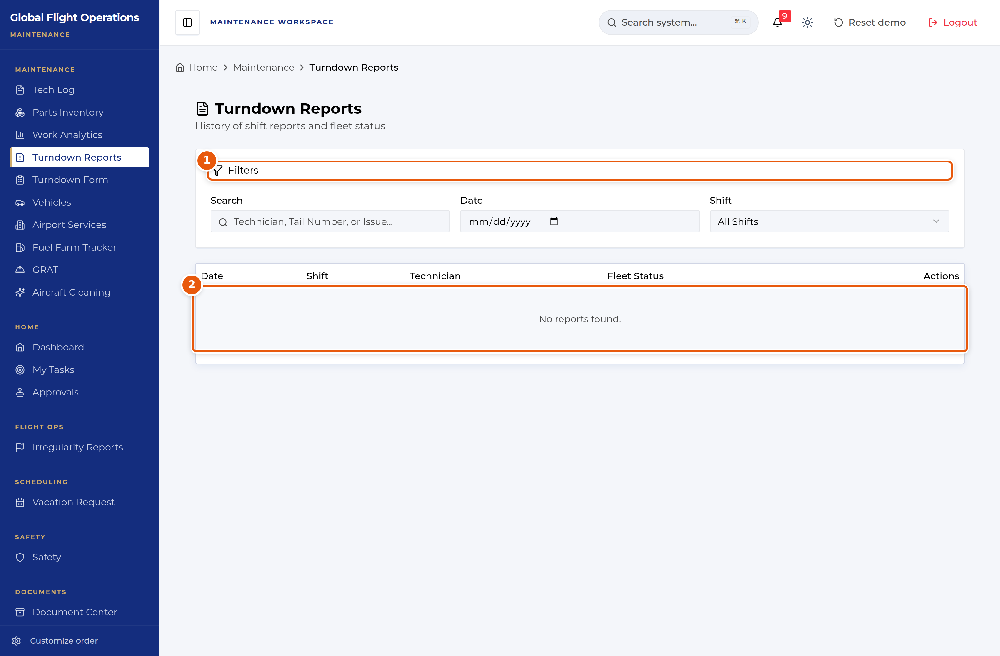 Global Flight Operations
MAINTENANCE
MAINTENANCE
Tech Log
Parts Inventory
Work Analytics
Turndown Reports
Turndown Form
Vehicles
Airport Services
Fuel Farm Tracker
GRAT
Aircraft Cleaning
HOME
Dashboard
My Tasks
Approvals
FLIGHT OPS
Irregularity Reports
SCHEDULING
Vacation Request
SAFETY
Safety
DOCUMENTS
Document Center
Customize order
MAINTENANCE WORKSPACE
Search system...
⌘ K
9
Reset demo
Logout
Home > Maintenance > Turndown Reports
Turndown Reports
History of shift reports and fleet status
1
Filters
Search Date Shift
Technician, Tail Number, or Issue... mm/dd/yyyy All Shifts
Date Shift Technician Fleet Status Actions
2
No reports found.